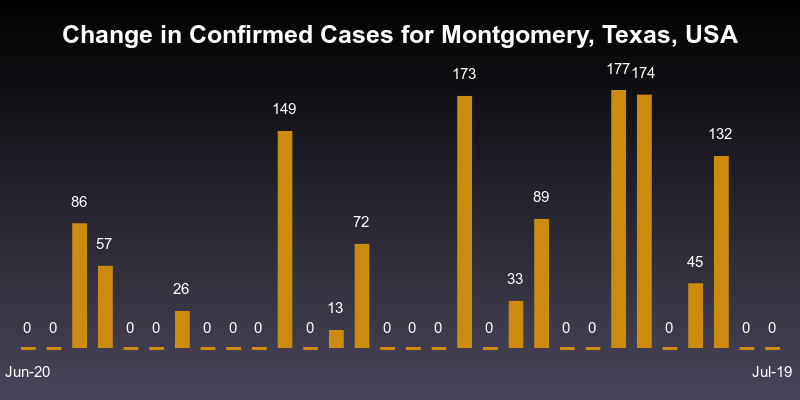 Change in Confirmed Cases for Montgomery, Texas, USA
0 0 86 57 0 0 26 0 0 0 149 0 13 72 0 0 0 173 0 33 89 0 0 177 174 0 45 132 0 0
Jun-20 Jul-19